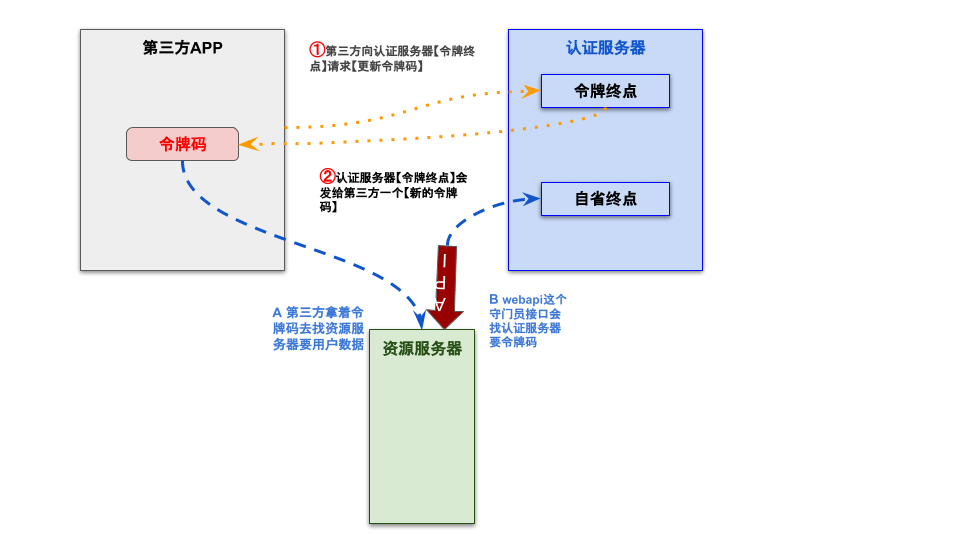 第三方APP
认证服务器
①第三方向认证服务器【令牌终
点】请求【更新令牌码】
令牌终点
令牌码
②认证服务器【令牌终点】会
发给第三方一个【新的令牌
码】
自省终点
API
A 第三方拿着令
牌码去找资源服
务器要用户数据
B webapi这个
守门员接口会
找认证服务器
要令牌码
资源服务器